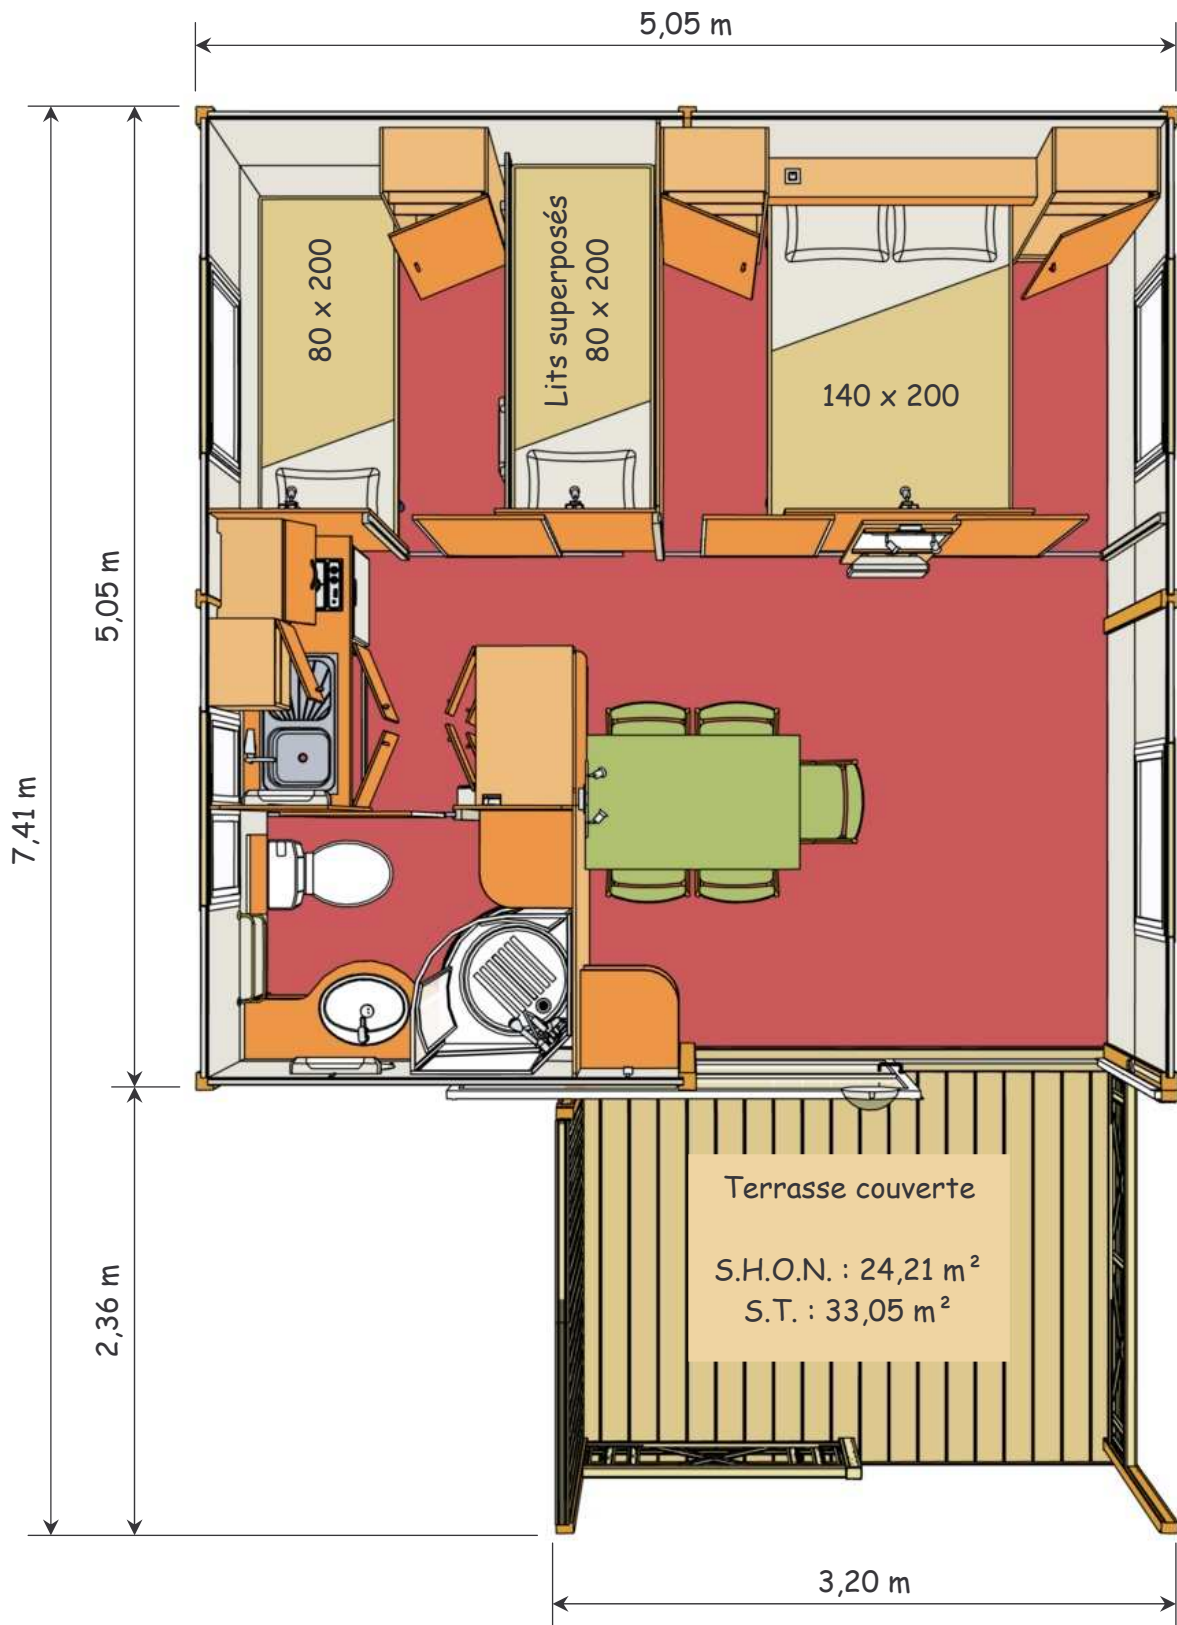 5,05 m
80 x 200
Lits superposés
80 x 200
140 x 200
5,05 m
7,41 m
Terrasse couverte
S.H.O.N. : 24,21 m²
S.T. : 33,05 m²
2,36 m
3,20 m